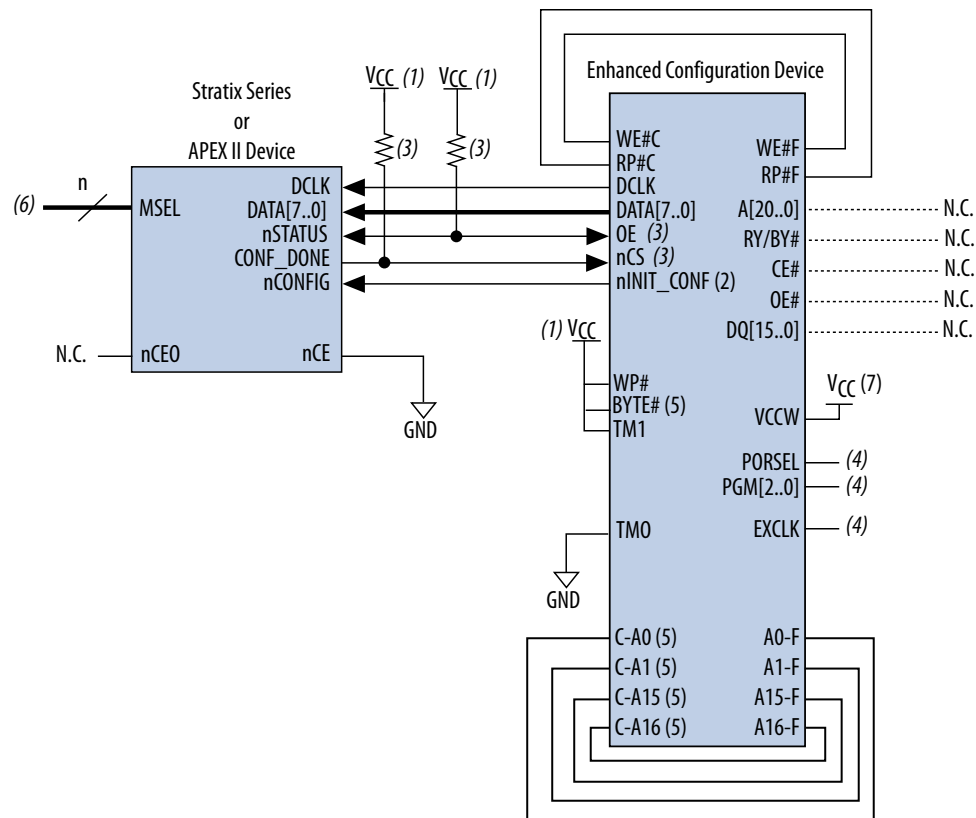 Stratix Series
or
APEX II Device
VCC (1)
VCC (1)
(3)
(3)
n
(6)
MSEL
DCLK
DATA[7..0]
nSTATUS
CONF_DONE
nCONFIG
N.C.
nCEO
nCE
GND
Enhanced Configuration Device
WE#C
RP#C
DCLK
DATA[7..0]
OE (3)
nCS (3)
nINIT_CONF (2)
(1) VCC
WP#
BYTE# (5)
TM1
TM0
GND
C-A0 (5)
C-A1 (5)
C-A15 (5)
C-A16 (5)
WE#F
RP#F
A[20..0]
N.C.
RY/BY#
N.C.
CE#
N.C.
OE#
N.C.
DQ[15..0]
N.C.
VCC (7)
VCCW
PORSEL
(4)
PGM[2..0]
(4)
EXCLK
(4)
A0-F
A1-F
A15-F
A16-F